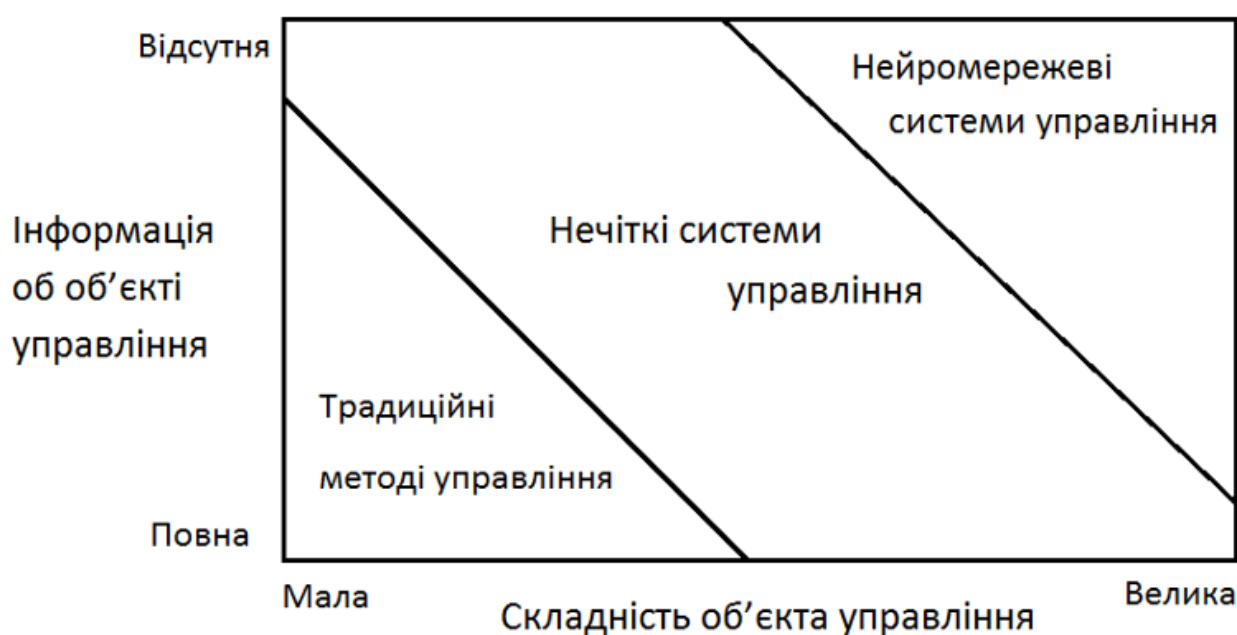 Відсутня
Нейромережеві
системи управління
Інформація
об об’єкті
управління
Нечіткі системи
управління
Традиційні
методі управління
Повна
Мала
Складність об’єкта управління
Велика